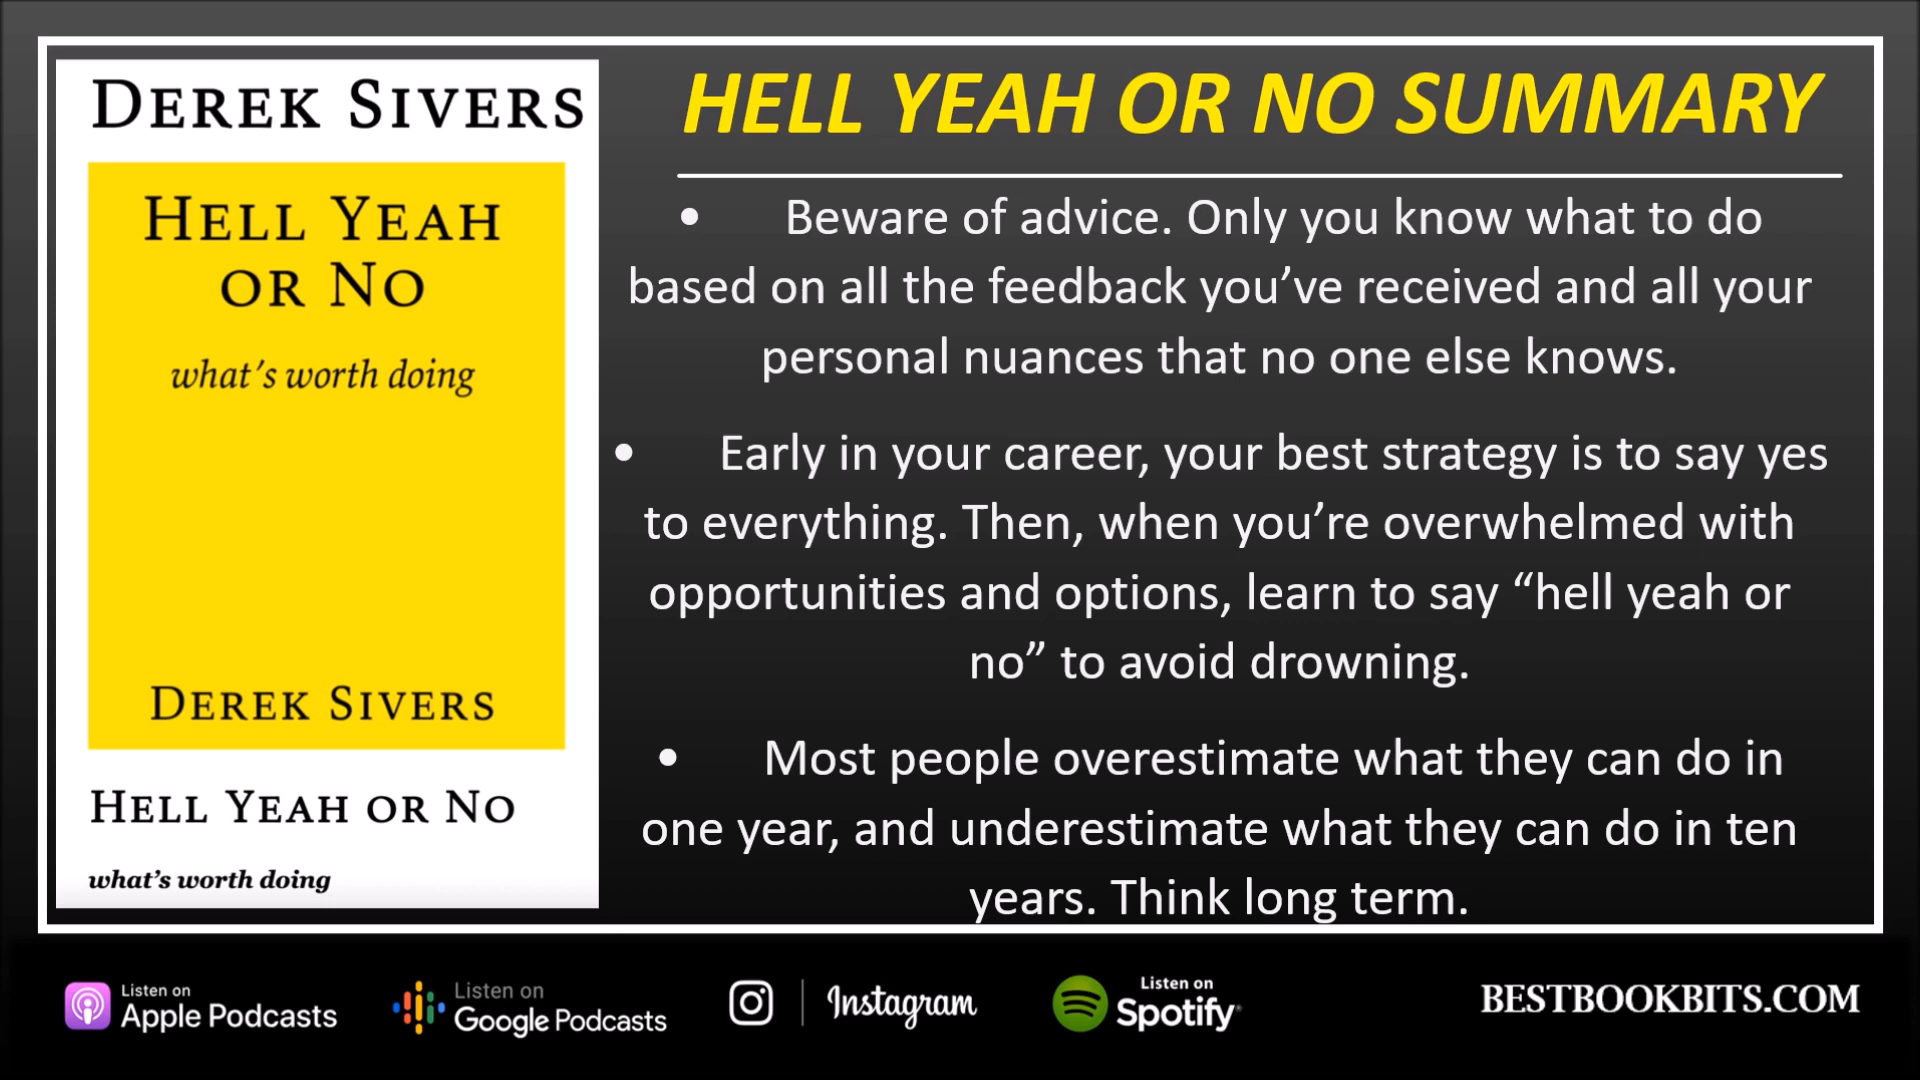 DEREK SIVERS
HELL YEAH
OR NO
what's worth doing
DEREK SIVERS
HELL YEAH OR NO
what's worth doing
HELL YEAH OR NO SUMMARY
• Beware of advice. Only you know what to do
based on all the feedback you’ve received and all your
personal nuances that no one else knows.
• Early in your career, your best strategy is to say yes
to everything. Then, when you’re overwhelmed with
opportunities and options, learn to say “hell yeah or
no” to avoid drowning.
• Most people overestimate what they can do in
one year, and underestimate what they can do in ten
years. Think long term.
Listen on
Apple Podcasts
Listen on
Google Podcasts
Instagram
Listen on
Spotify
BESTBOOKBITS.COM